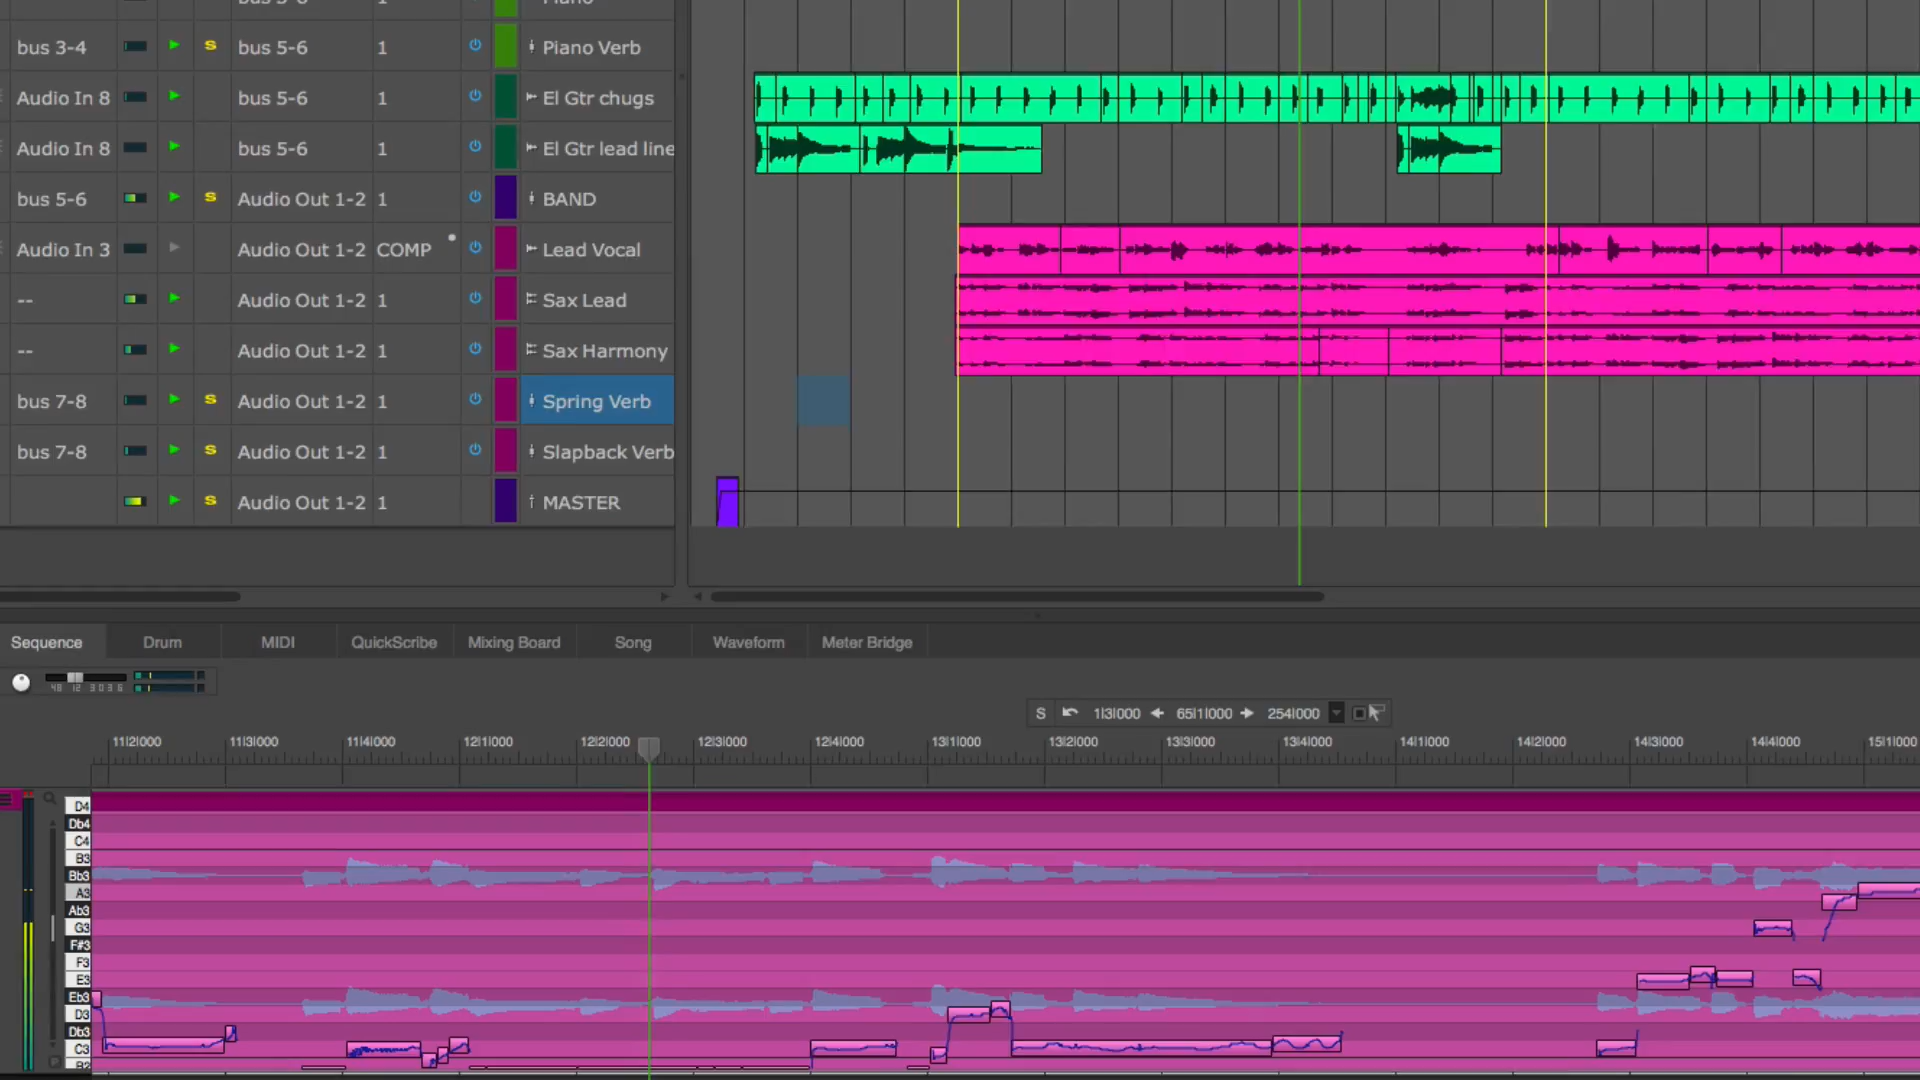 bus 5-6 1 Piano
bus 3-4 S bus 5-6 1 Piano Verb
Audio In 8 bus 5-6 1 El Gtr chugs
Audio In 8 bus 5-6 1 El Gtr lead line
bus 5-6 S Audio Out 1-2 1 BAND
Audio In 3 Audio Out 1-2 COMP Lead Vocal
-- Audio Out 1-2 1 Sax Lead
-- Audio Out 1-2 1 Sax Harmony
bus 7-8 S Audio Out 1-2 1 Spring Verb
bus 7-8 S Audio Out 1-2 1 Slapback Verb
S Audio Out 1-2 1 MASTER
Sequence Drum MIDI QuickScribe Mixing Board Song Waveform Meter Bridge
S 1|3|000 65|1|000 254|000
11|2|000 11|3|000 11|4|000 12|1|000 12|2|000 12|3|000 12|4|000 13|1|000 13|2|000 13|3|000 13|4|000 14|1|000 14|2|000 14|3|000 14|4|000 15|1|000
D4
Db4
C4
B3
Bb3
A3
Ab3
G3
F#3
F3
E3
Eb3
D3
Db3
C3
B2